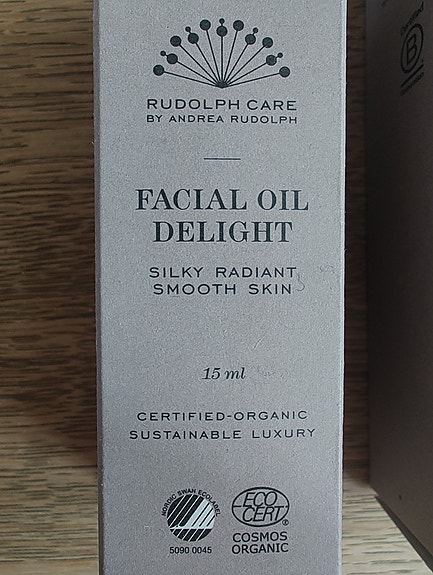 RUDOLPH CARE
BY ANDREA RUDOLPH
FACIAL OIL
DELIGHT
SILKY RADIANT
SMOOTH SKIN
15 ml
CERTIFIED-ORGANIC
SUSTAINABLE LUXURY
NORDIC SWAN ECOLABEL
5090 0045
ECO
CERT®
COSMOS
ORGANIC
Certified
B